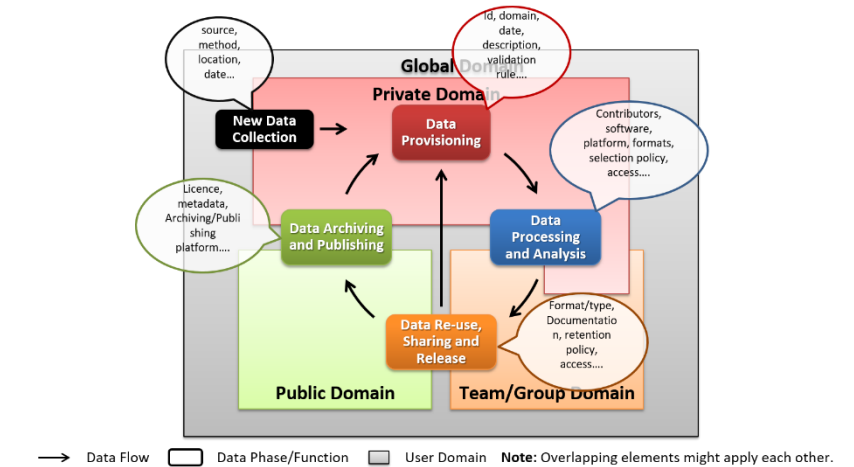 source,
method,
location,
date...
Id, domain,
date,
description,
validation
rule....
Global Domain
Private Domain
New Data
Collection
Data
Provisioning
Contributors,
software,
platform, formats,
selection policy,
access....
Licence,
metadata,
Archiving/Publi
shing
platform....
Data Archiving
and Publishing
Data
Processing
and Analysis
Data Re-use,
Sharing and
Release
Format/type,
Documentatio
n, retention
policy,
access....
Public Domain
Team/Group Domain
Data Flow
Data Phase/Function
User Domain
Note: Overlapping elements might apply each other.